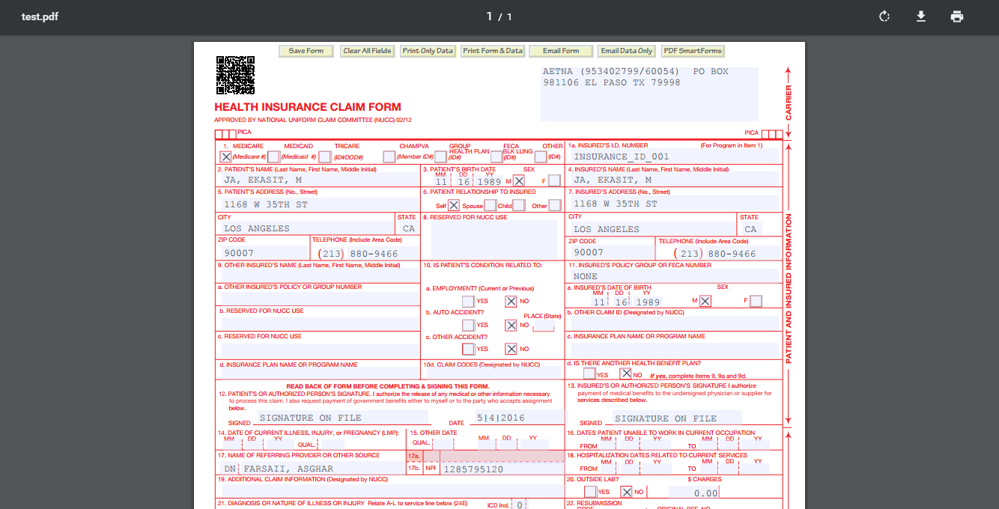 test.pdf
1 / 1
Save Form Clear All Fields Print Only Data Print Form & Data Email Form Email Data Only PDF SmartForms
AETNA (953402799/60054) PO BOX
981106 EL PASO TX 79998
CARRIER
HEALTH INSURANCE CLAIM FORM
APPROVED BY NATIONAL UNIFORM CLAIM COMMITTEE (NUCC) 02/12
PICA PICA
1. MEDICARE MEDICAID TRICARE CHAMPVA GROUP HEALTH PLAN FECA BLK LUNG OTHER
(Medicare #) (Medicaid #) (ID#DOD#) (Member ID#) (ID#) (ID#) (ID#)
X
1a. INSURED'S I.D. NUMBER (For Program in Item 1)
INSURANCE_ID_001
2. PATIENT'S NAME (Last Name, First Name, Middle Initial)
JA, EKASIT, M
3. PATIENT'S BIRTH DATE SEX
MM DD YY
11 16 1989 M X F
4. INSURED'S NAME (Last Name, First Name, Middle Initial)
JA, EKASIT, M
5. PATIENT'S ADDRESS (No., Street)
1168 W 35TH ST
6. PATIENT RELATIONSHIP TO INSURED
Self X Spouse Child Other
7. INSURED'S ADDRESS (No., Street)
1168 W 35TH ST
CITY STATE
LOS ANGELES CA
8. RESERVED FOR NUCC USE
CITY STATE
LOS ANGELES CA
ZIP CODE TELEPHONE (Include Area Code)
90007 (213) 880-9466
ZIP CODE TELEPHONE (Include Area Code)
90007 (213) 880-9466
9. OTHER INSURED'S NAME (Last Name, First Name, Middle Initial)
10. IS PATIENT'S CONDITION RELATED TO:
11. INSURED'S POLICY GROUP OR FECA NUMBER
NONE
a. OTHER INSURED'S POLICY OR GROUP NUMBER
a. EMPLOYMENT? (Current or Previous)
YES X NO
a. INSURED'S DATE OF BIRTH SEX
MM DD YY
11 16 1989 M X F
b. RESERVED FOR NUCC USE
b. AUTO ACCIDENT? PLACE (State)
YES X NO
b. OTHER CLAIM ID (Designated by NUCC)
c. RESERVED FOR NUCC USE
c. OTHER ACCIDENT?
YES X NO
c. INSURANCE PLAN NAME OR PROGRAM NAME
d. INSURANCE PLAN NAME OR PROGRAM NAME
10d. CLAIM CODES (Designated by NUCC)
d. IS THERE ANOTHER HEALTH BENEFIT PLAN?
YES X NO If yes, complete items 9, 9a and 9d.
PATIENT AND INSURED INFORMATION
READ BACK OF FORM BEFORE COMPLETING & SIGNING THIS FORM.
12. PATIENT'S OR AUTHORIZED PERSON'S SIGNATURE. I authorize the release of any medical or other information necessary
to process this claim. I also request payment of government benefits either to myself or to the party who accepts assignment
below.
SIGNED SIGNATURE ON FILE DATE 5|4|2016
13. INSURED'S OR AUTHORIZED PERSON'S SIGNATURE I authorize
payment of medical benefits to the undersigned physician or supplier for
services described below.
SIGNED SIGNATURE ON FILE
14. DATE OF CURRENT ILLNESS, INJURY, or PREGNANCY (LMP):
MM DD YY
QUAL.
15. OTHER DATE
QUAL. MM DD YY
16. DATES PATIENT UNABLE TO WORK IN CURRENT OCCUPATION
MM DD YY MM DD YY
FROM TO
17. NAME OF REFERRING PROVIDER OR OTHER SOURCE
DN FARSAII, ASGHAR
17a.
17b. NPI 1285795120
18. HOSPITALIZATION DATES RELATED TO CURRENT SERVICES
MM DD YY MM DD YY
FROM TO
19. ADDITIONAL CLAIM INFORMATION (Designated by NUCC)
20. OUTSIDE LAB? $ CHARGES
YES X NO 0.00
21. DIAGNOSIS OR NATURE OF ILLNESS OR INJURY Relate A-L to service line below (24E) ICD Ind. 0
22. RESUBMISSION
CODE ORIGINAL REF. NO.